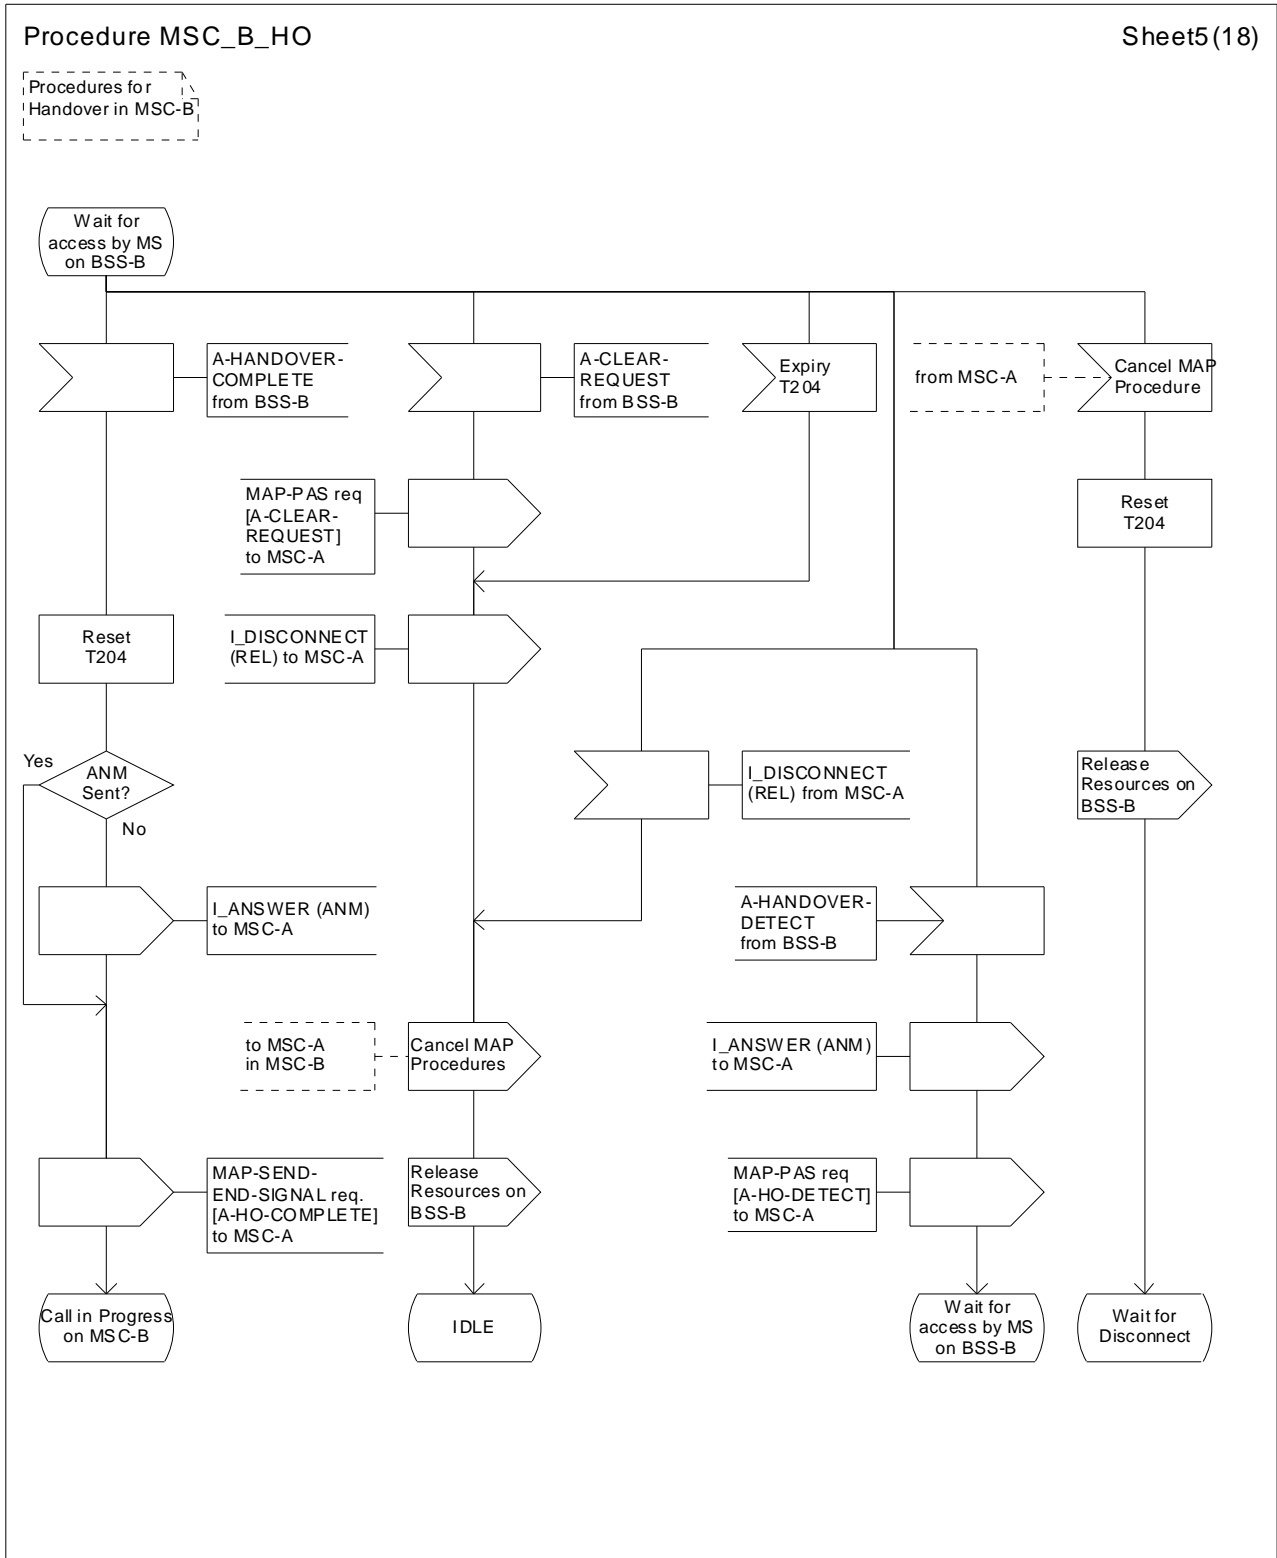 Procedure MSC_B_HO
Sheet5(18)
Procedures for
Handover in MSC-B
Wait for
access by MS
on BSS-B
A-HANDOVER-
COMPLETE
from BSS-B
A-CLEAR-
REQUEST
from BSS-B
Expiry
T204
from MSC-A
Cancel MAP
Procedure
MAP-PAS req
[A-CLEAR-
REQUEST]
to MSC-A
Reset
T204
Reset
T204
I_DISCONNECT
(REL) to MSC-A
Yes
ANM
Sent?
No
I_DISCONNECT
(REL) from MSC-A
Release
Resources on
BSS-B
I_ANSWER (ANM)
to MSC-A
A-HANDOVER-
DETECT
from BSS-B
to MSC-A
in MSC-B
Cancel MAP
Procedures
I_ANSWER (ANM)
to MSC-A
MAP-SEND-
END-SIGNAL req.
[A-HO-COMPLETE]
to MSC-A
Release
Resources on
BSS-B
MAP-PAS req
[A-HO-DETECT]
to MSC-A
Call in Progress
on MSC-B
IDLE
Wait for
access by MS
on BSS-B
Wait for
Disconnect